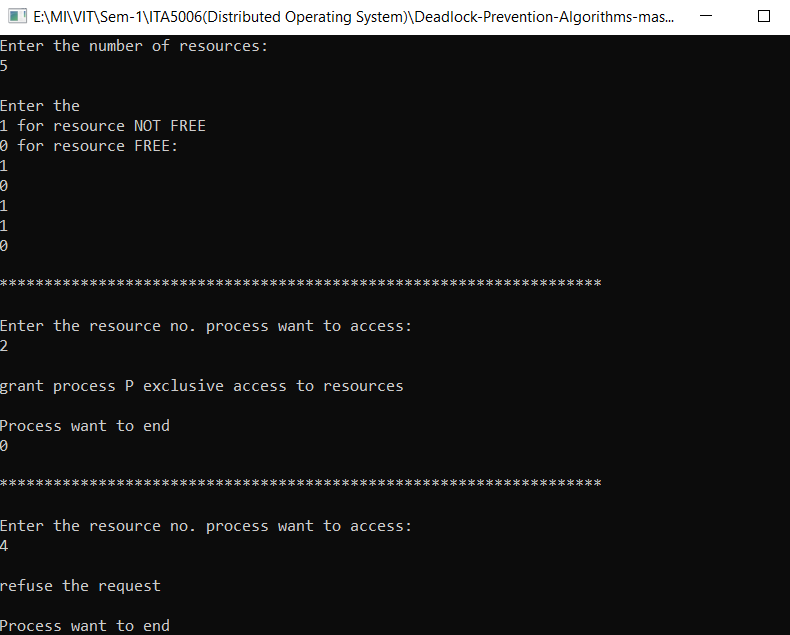 E:\MI\VIT\Sem-1\ITA5006(Distributed Operating System)\Deadlock-Prevention-Algorithms-mas...
Enter the number of resources:
5
Enter the
1 for resource NOT FREE
0 for resource FREE:
1
0
1
1
0
*******************************************************************
Enter the resource no. process want to access:
2
grant process P exclusive access to resources
Process want to end
0
*******************************************************************
Enter the resource no. process want to access:
4
refuse the request
Process want to end